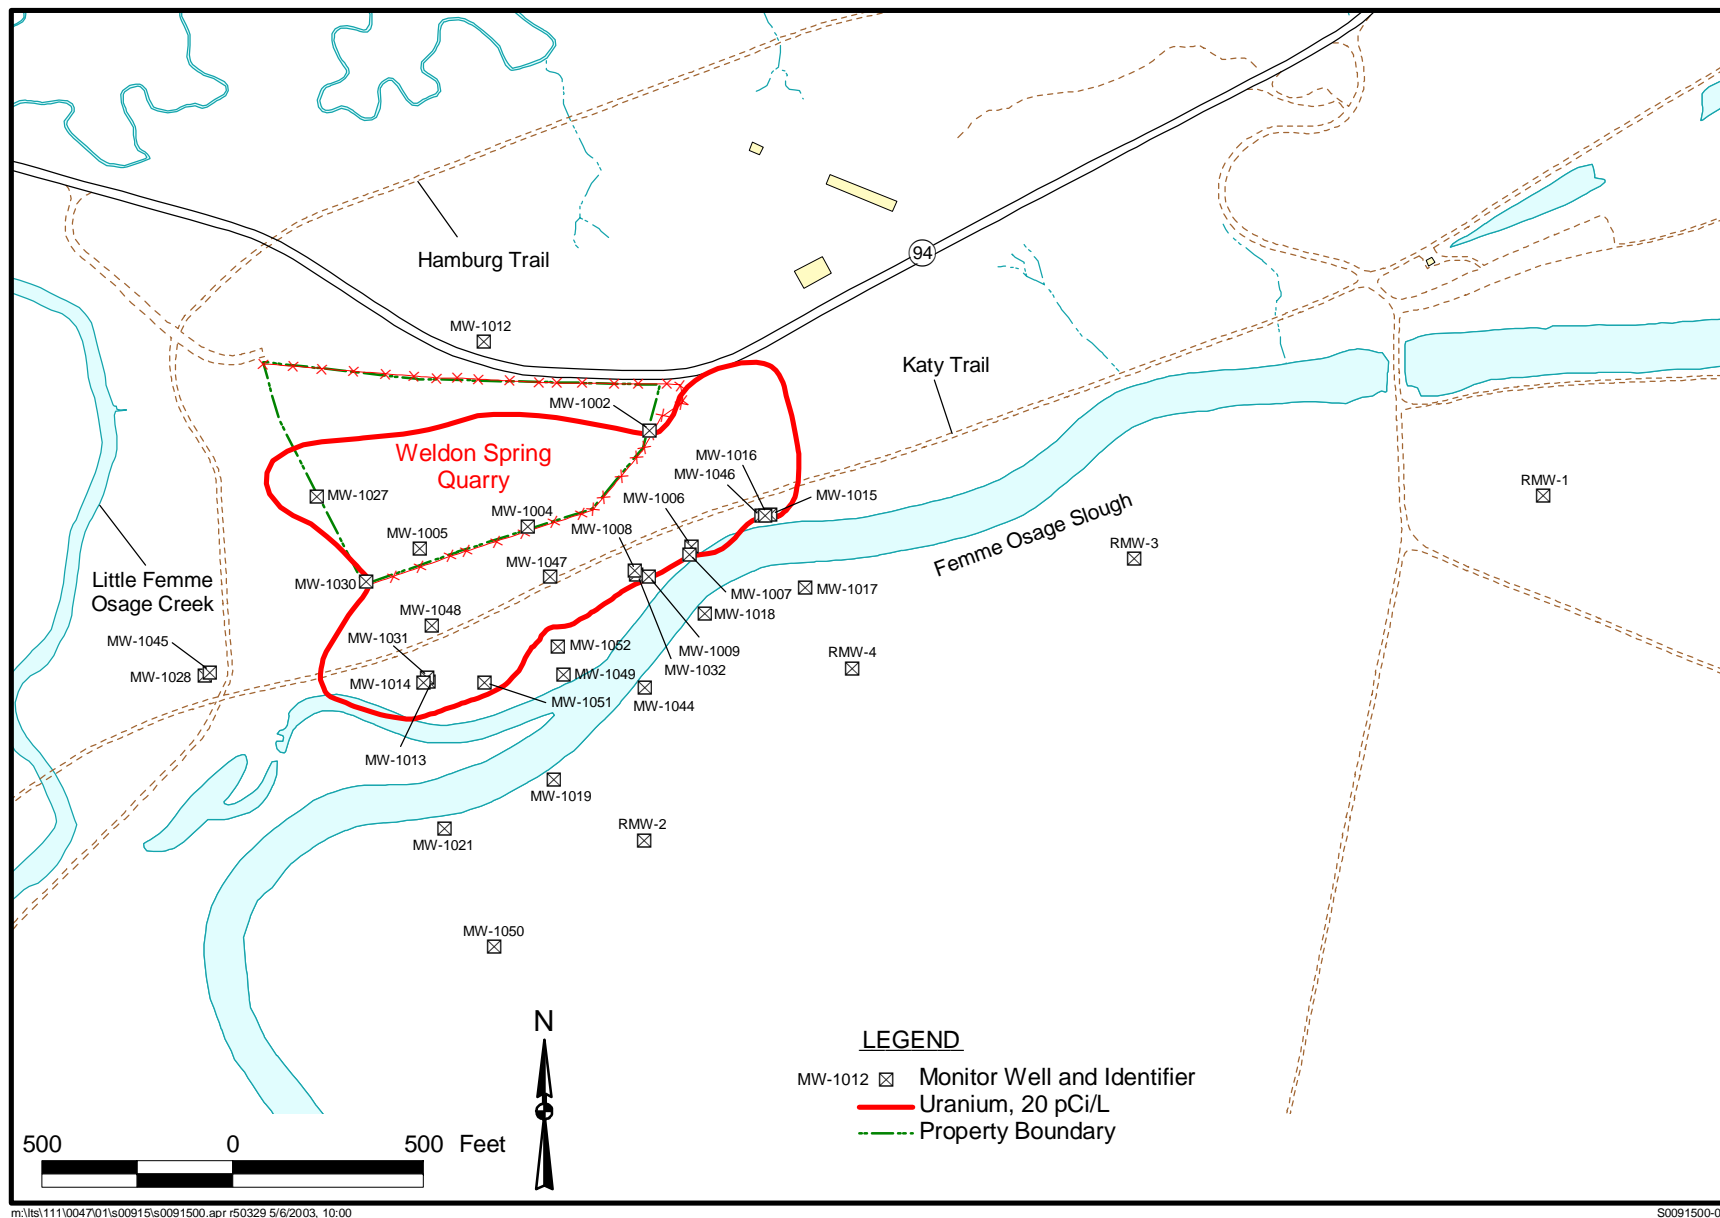 Hamburg Trail
94
MW-1012
Katy Trail
MW-1002
Weldon Spring
Quarry
MW-1016
MW-1046
MW-1015
RMW-1
MW-1027
MW-1006
MW-1004
MW-1008
MW-1005
Femme Osage Slough
RMW-3
MW-1047
MW-1030
Little Femme
Osage Creek
MW-1007
MW-1017
MW-1018
MW-1048
MW-1031
MW-1045
MW-1052
MW-1009
RMW-4
MW-1032
MW-1028
MW-1014
MW-1049
MW-1051
MW-1044
MW-1013
MW-1019
RMW-2
MW-1021
MW-1050
N
LEGEND
MW-1012 Monitor Well and Identifier
Uranium, 20 pCi/L
Property Boundary
500 0 500 Feet
m:\lts\111\0047\01\s00915\s0091500.apr r50329 5/6/2003, 10:00
S0091500-0